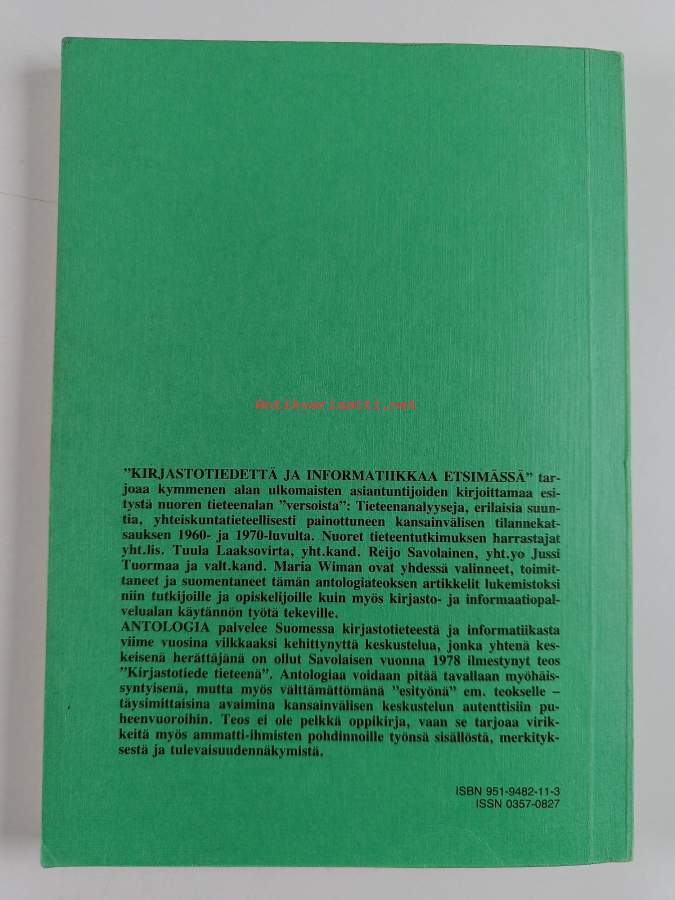 Antikvariaatti.net
"KIRJASTOTIEDETTÄ JA INFORMATIIKKAA ETSIMÄSSÄ" tar-
joaa kymmenen alan ulkomaisten asiantuntijoiden kirjoittamaa esi-
tystä nuoren tieteenalan "versoista": Tieteenanalyysejä, erilaisia suun-
tia, yhteiskuntatieteellisesti painottuneen kansainvälisen tilannekat-
sauksen 1960- ja 1970-luvulta. Nuoret tieteentutkimuksen harrastajat
yht.lis. Tuula Laaksovirta, yht.kand. Reijo Savolainen, yht.yo Jussi
Tuormaa ja valt.kand. Maria Wiman ovat yhdessä valinneet, toimit-
taneet ja suomentaneet tämän antologiateoksen artikkelit lukemistoksi
niin tutkijoille ja opiskelijoille kuin myös kirjasto- ja informaatiopal-
velualan käytännön työtä tekeville.
ANTOLOGIA palvelee Suomessa kirjastotieteestä ja informatiikasta
viime vuosina vilkkaaksi kehittynyttä keskustelua, jonka yhtenä kes-
keisenä herättäjänä on ollut Savolaisen vuonna 1978 ilmestynyt teos
"Kirjastotiede tieteenä". Antologiaa voidaan pitää tavallaan myöhäis-
syntyisenä, mutta myös välttämättömänä "esityönä" em. teokselle –
täysimittaisina avaimina kansainvälisen keskustelun autenttisiin pu-
heenvuoroihin. Teos ei ole pelkkä oppikirja, vaan se tarjoaa virik-
keitä myös ammatti-ihmisten pohdinnoille työnsä sisällöstä, merkityk-
sestä ja tulevaisuudennäkymistä.
ISBN 951-9482-11-3
ISSN 0357-0827